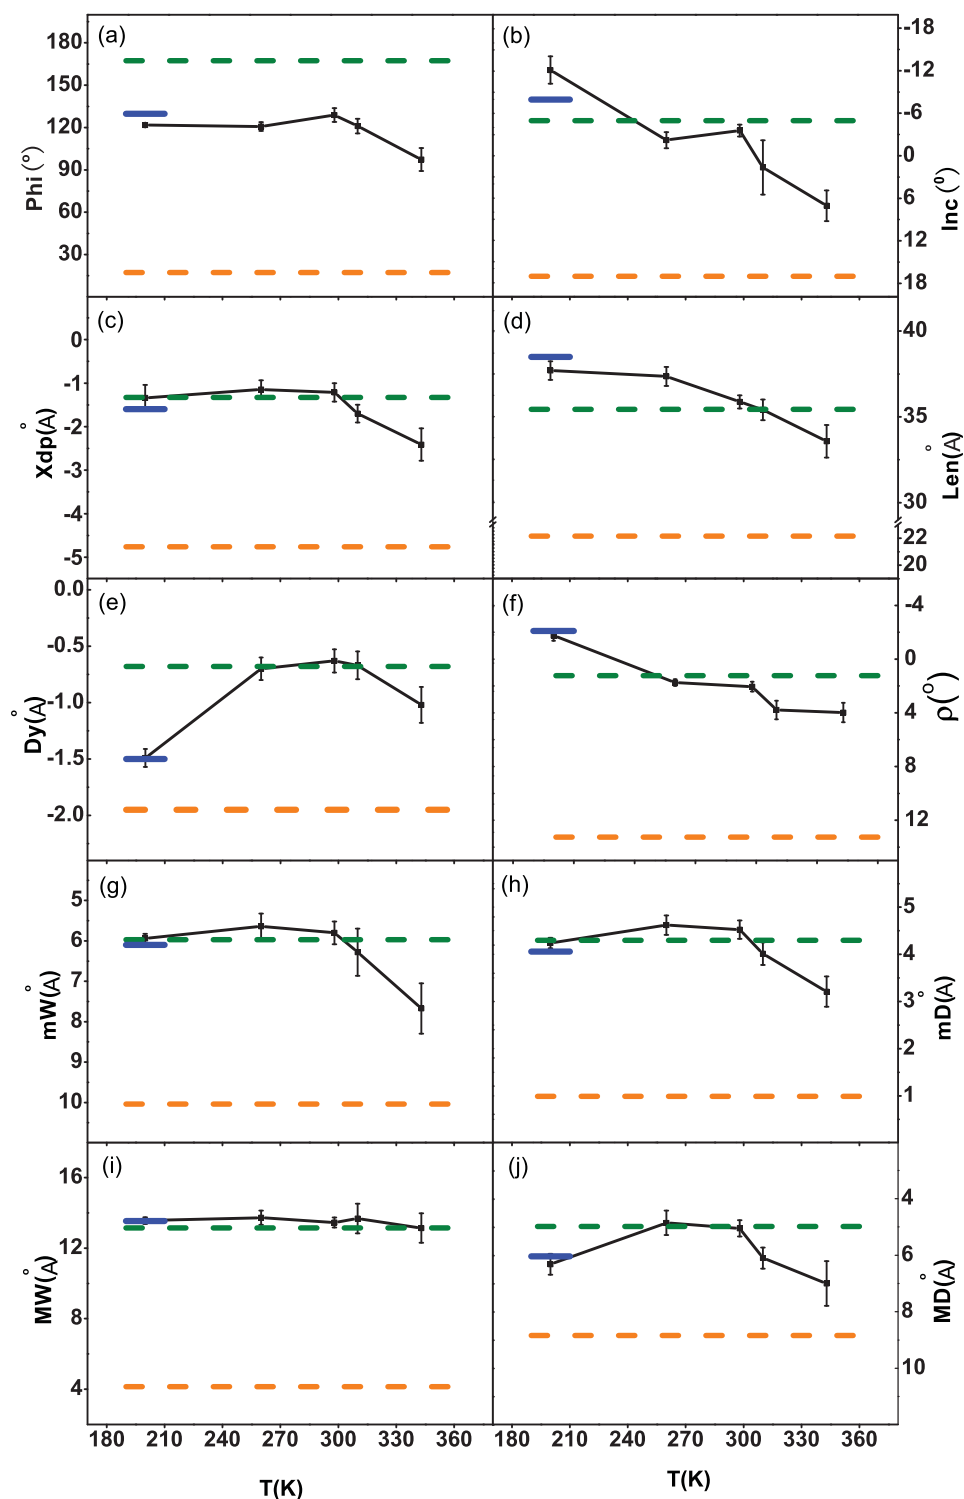 (a)
180
150
120
90
60
30
Phi(°)
(b)
-18
-12
-6
0
6
12
18
Inc(⁰)
(c)
0
-1
-2
-3
-4
-5
Xdp(Å)
(d)
40
35
30
22
20
Len(Å)
(e)
0.0
-0.5
-1.0
-1.5
-2.0
Dy(Å)
(f)
-4
0
4
8
12
ρ(°)
(g)
5
6
7
8
9
10
mW(Å)
(h)
5
4
3
2
1
mD(Å)
(i)
16
12
8
4
MW(Å)
(j)
4
6
8
10
MD(Å)
180 210 240 270 300 330 360
180 210 240 270 300 330 360
T(K)
T(K)